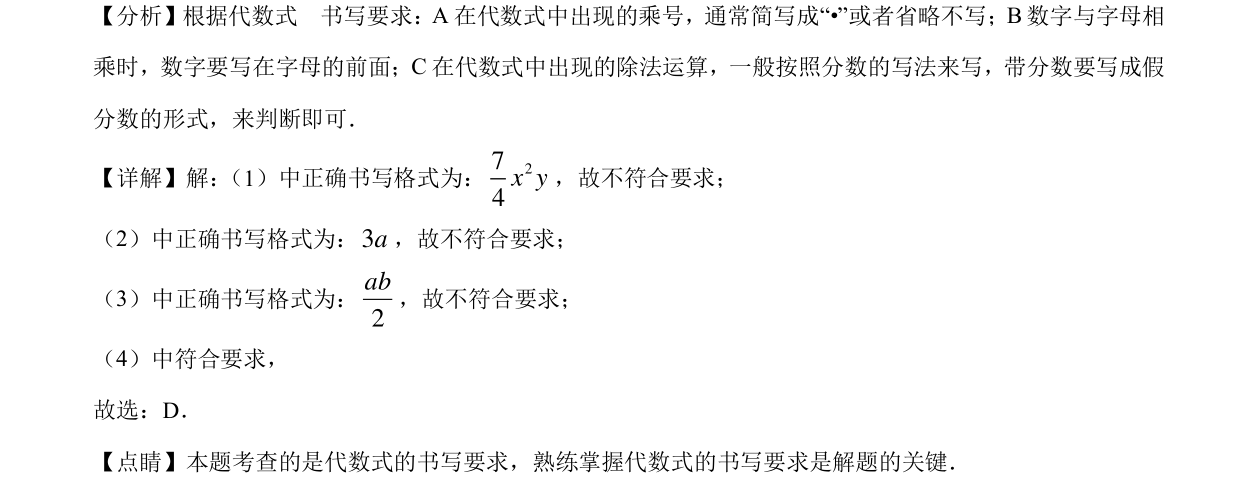 【分析】根据代数式　书写要求：A 在代数式中出现的乘号，通常简写成“•”或者省略不写；B 数字与字母相
乘时，数字要写在字母的前面；C 在代数式中出现的除法运算，一般按照分数的写法来写，带分数要写成假
分数的形式，来判断即可．
【详解】解：（1）中正确书写格式为：$\frac{7}{4}x^2y$，故不符合要求；
（2）中正确书写格式为：$3a$，故不符合要求；
（3）中正确书写格式为：$\frac{ab}{2}$，故不符合要求；
（4）中符合要求，
故选：D．
【点睛】本题考查的是代数式的书写要求，熟练掌握代数式的书写要求是解题的关键．